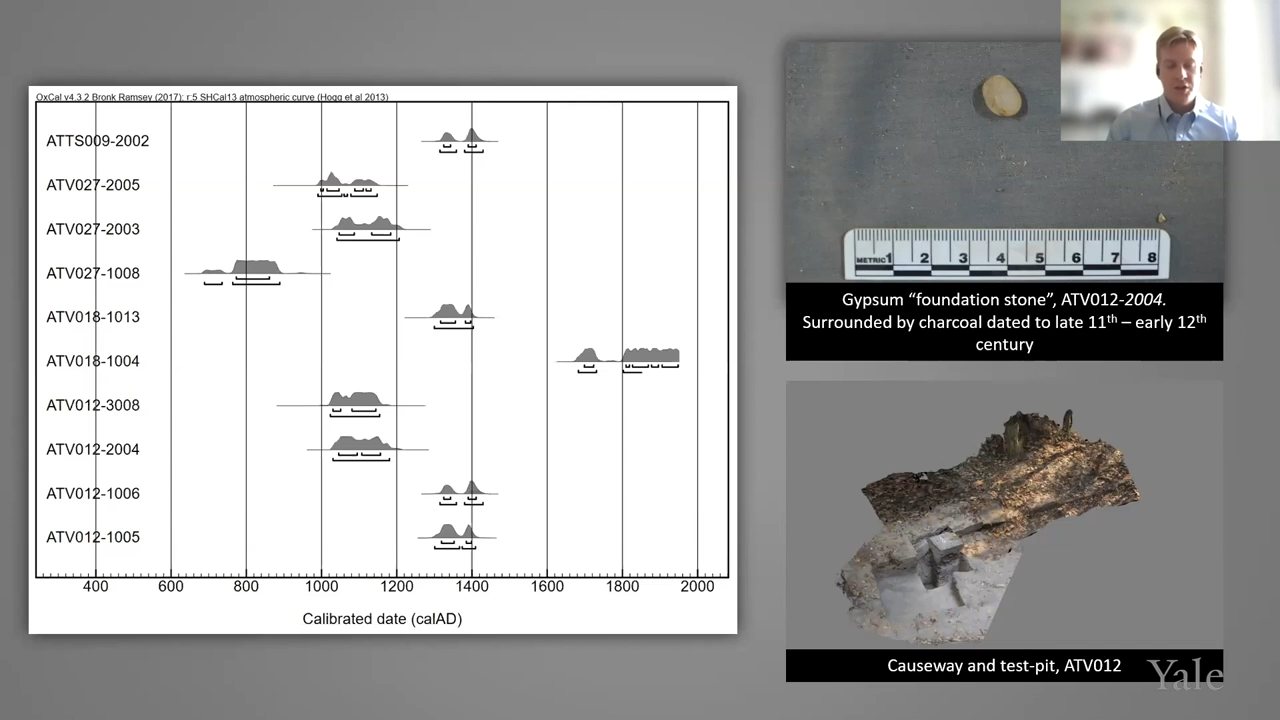 OxCal v4.3.2 Bronk Ramsey (2017); r:5 SHCal13 atmospheric curve (Hogg et al 2013)
ATTS009-2002
ATV027-2005
ATV027-2003
ATV027-1008
ATV018-1013
ATV018-1004
ATV012-3008
ATV012-2004
ATV012-1006
ATV012-1005
400 600 800 1000 1200 1400 1600 1800 2000
Calibrated date (calAD)
METRIC 1 2 3 4 5 6 7 8
Gypsum “foundation stone”, ATV012-2004.
Surrounded by charcoal dated to late 11th – early 12th
century
Causeway and test-pit, ATV012
Yale